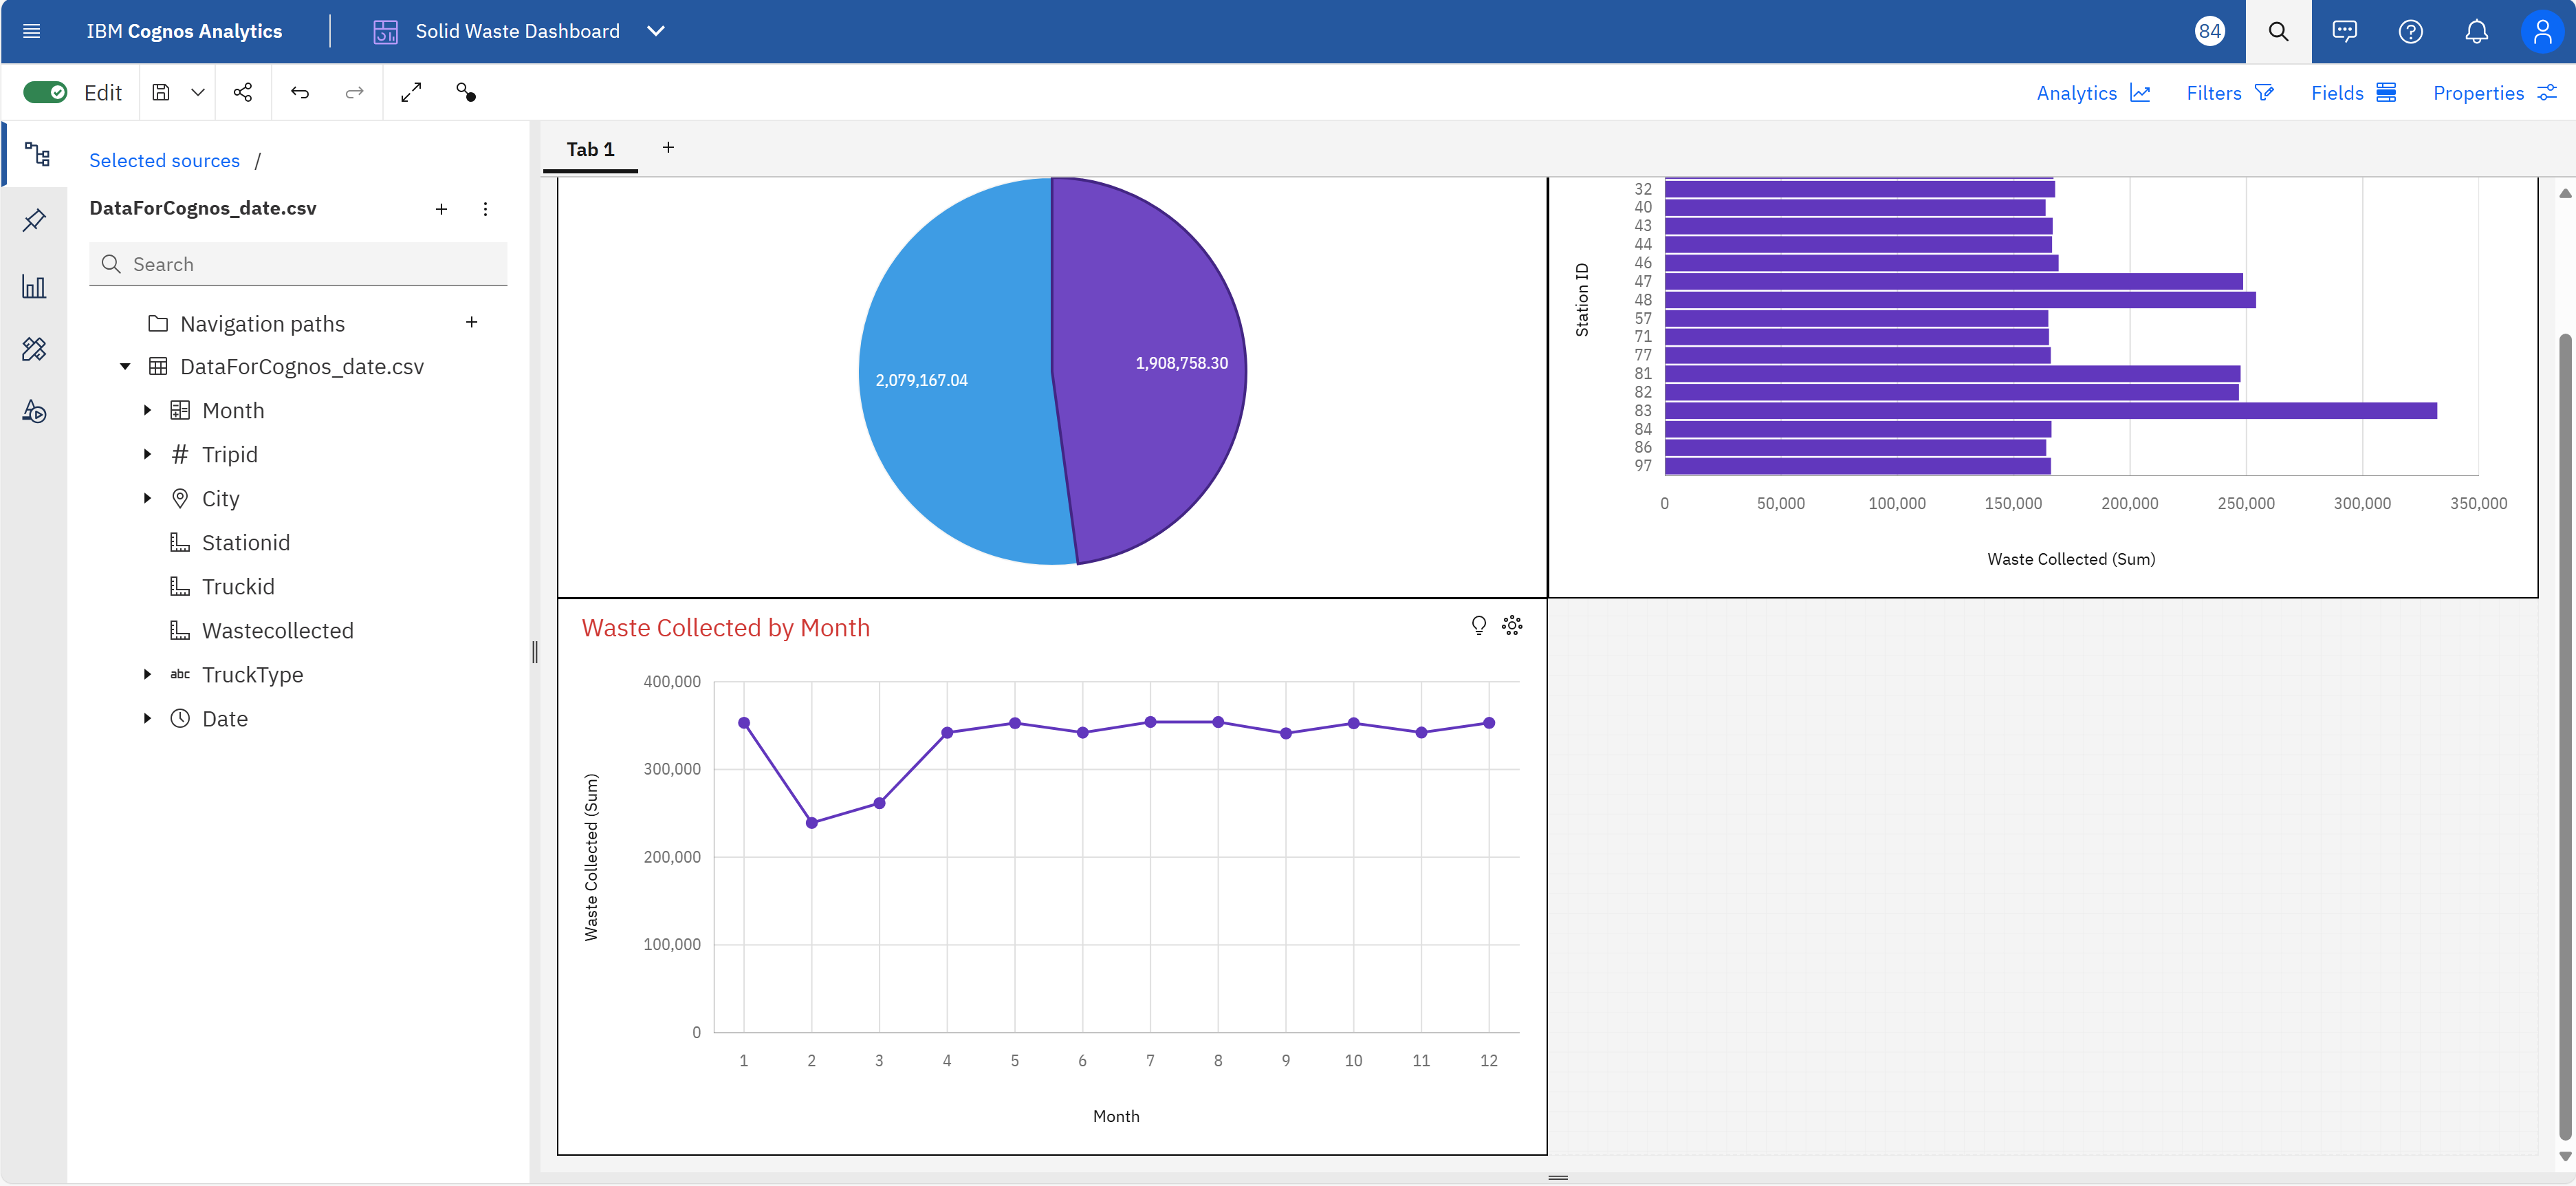 IBM Cognos Analytics
Solid Waste Dashboard
84
Edit
Analytics
Filters
Fields
Properties
Selected sources /
DataForCognos_date.csv
Search
Navigation paths
DataForCognos_date.csv
Month
Tripid
City
Stationid
Truckid
Wastecollected
abc TruckType
Date
Tab 1
2,079,167.04
1,908,758.30
Station ID
32
40
43
44
46
47
48
57
71
77
81
82
83
84
86
97
0 50,000 100,000 150,000 200,000 250,000 300,000 350,000
Waste Collected (Sum)
Waste Collected by Month
Waste Collected (Sum)
400,000
300,000
200,000
100,000
0
1 2 3 4 5 6 7 8 9 10 11 12
Month